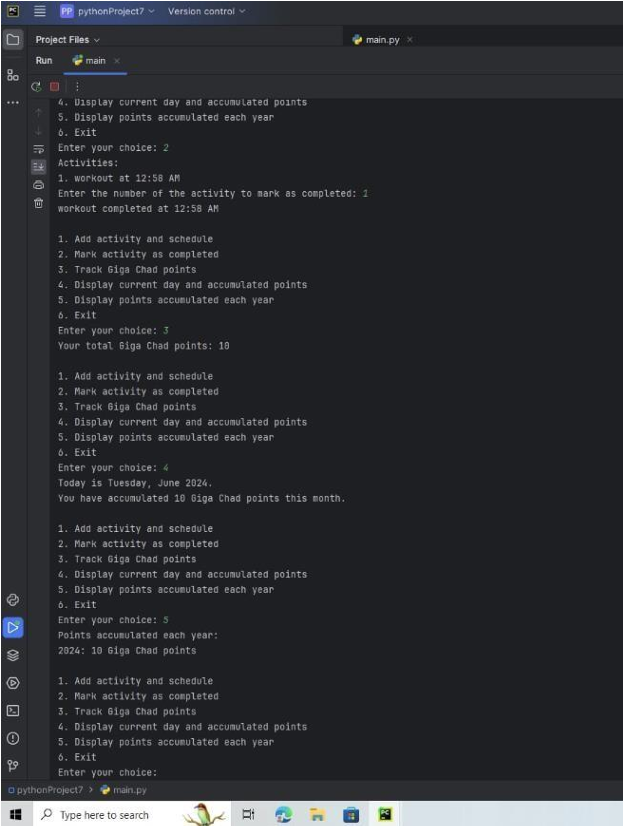 PC
PP pythonProject7
Version control
Project Files
main.py
Run
main
4. Display current day and accumulated points
5. Display points accumulated each year
6. Exit
Enter your choice: 2
Activities:
1. workout at 12:58 AM
Enter the number of the activity to mark as completed: 1
workout completed at 12:58 AM
1. Add activity and schedule
2. Mark activity as completed
3. Track Giga Chad points
4. Display current day and accumulated points
5. Display points accumulated each year
6. Exit
Enter your choice: 3
Your total Giga Chad points: 10
1. Add activity and schedule
2. Mark activity as completed
3. Track Giga Chad points
4. Display current day and accumulated points
5. Display points accumulated each year
6. Exit
Enter your choice: 4
Today is Tuesday, June 2024.
You have accumulated 10 Giga Chad points this month.
1. Add activity and schedule
2. Mark activity as completed
3. Track Giga Chad points
4. Display current day and accumulated points
5. Display points accumulated each year
6. Exit
Enter your choice: 5
Points accumulated each year:
2024: 10 Giga Chad points
1. Add activity and schedule
2. Mark activity as completed
3. Track Giga Chad points
4. Display current day and accumulated points
5. Display points accumulated each year
6. Exit
Enter your choice:
pythonProject7 > main.py
Type here to search
PC